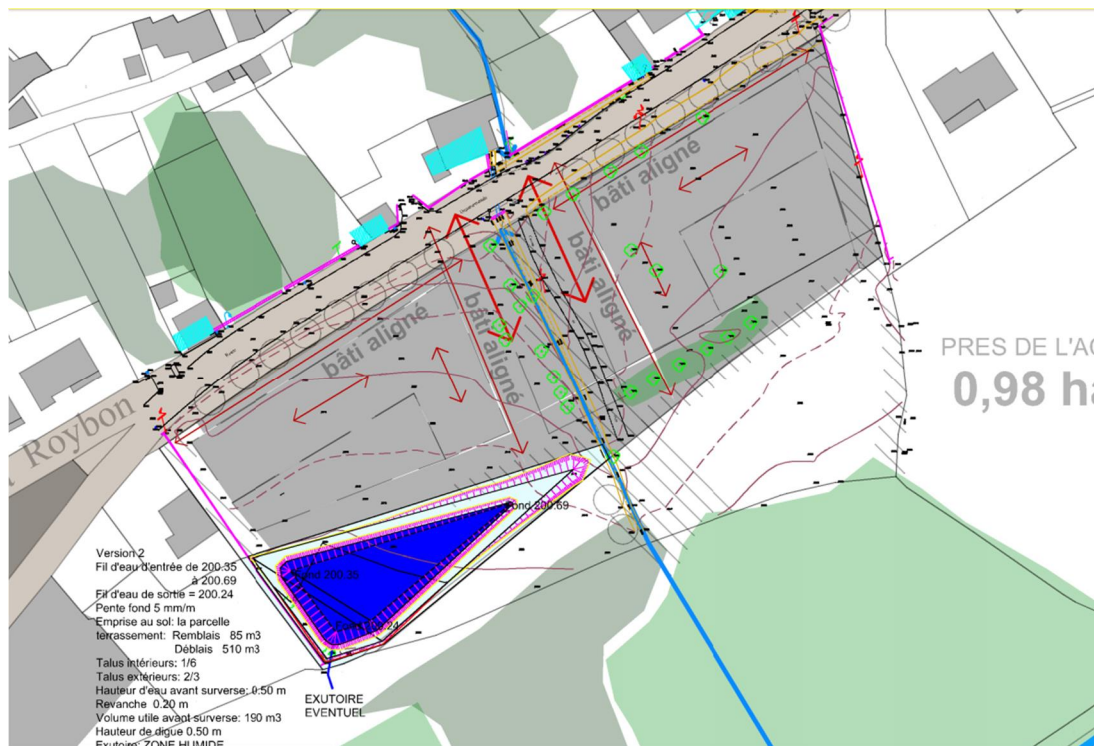 bâti aligné
bâti aligné
bâti aligné
bâti aligné
PRES DE L'AC
0,98 ha
Roybon
Fond 200.69
Fond 200.35
Version 2
Fil d'eau d'entrée de 200.35
à 200.69
Fil d'eau de sortie = 200.24
Pente fond 5 mm/m
Emprise au sol: la parcelle
terrassement: Remblais 85 m3
Déblais 510 m3
Talus intérieurs: 1/6
Talus extérieurs: 2/3
Hauteur d'eau avant surverse: 0.50 m
Revanche 0.20 m
Volume utile avant surverse: 190 m3
Hauteur de digue 0.50 m
Exutoire: ZONE HUMIDE
EXUTOIRE
EVENTUEL